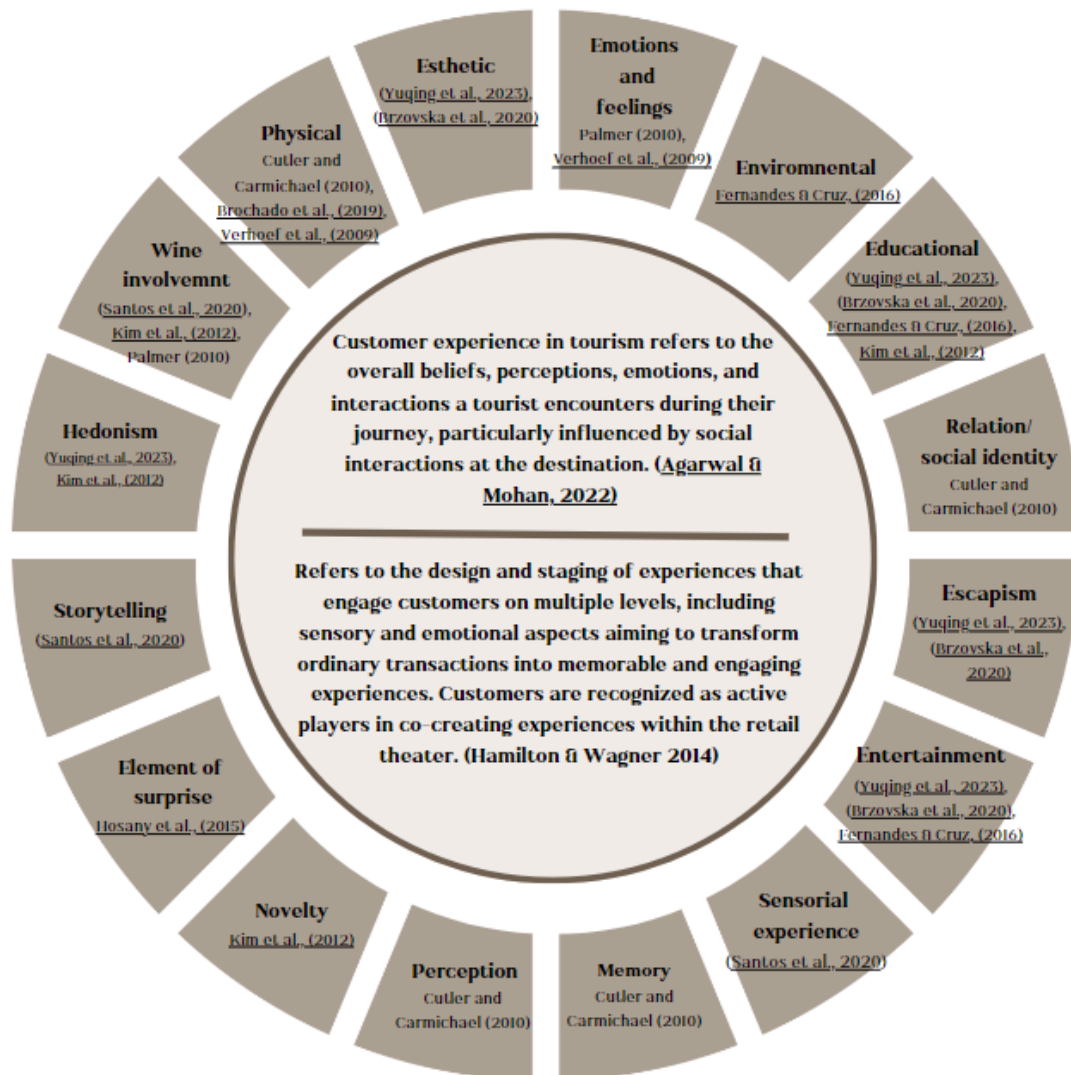 Esthetic
(Yuqing et al., 2023),
(Brzovska et al., 2020)
Emotions
and
feelings
Palmer (2010),
Verhoef et al., (2009)
Enviromnental
Fernandes & Cruz, (2016)
Educational
(Yuqing et al., 2023),
(Brzovska et al., 2020),
Fernandes & Cruz, (2016),
Kim et al., (2012)
Relation/
social identity
Cutler and
Carmichael (2010)
Escapism
(Yuqing et al., 2023),
(Brzovska et al.,
2020)
Entertainment
(Yuqing et al., 2023),
(Brzovska et al., 2020),
Fernandes & Cruz, (2016)
Sensorial
experience
(Santos et al., 2020)
Memory
Cutler and
Carmichael (2010)
Perception
Cutler and
Carmichael (2010)
Novelty
Kim et al., (2012)
Element of
surprise
Hosany et al., (2015)
Storytelling
(Santos et al., 2020)
Hedonism
(Yuqing et al., 2023),
Kim et al., (2012)
Wine
involvemnt
(Santos et al., 2020),
Kim et al., (2012),
Palmer (2010)
Physical
Cutler and
Carmichael (2010),
Brochado et al., (2019),
Verhoef et al., (2009)
Customer experience in tourism refers to the
overall beliefs, perceptions, emotions, and
interactions a tourist encounters during their
journey, particularly influenced by social
interactions at the destination. (Agarwal &
Mohan, 2022)
Refers to the design and staging of experiences that
engage customers on multiple levels, including
sensory and emotional aspects aiming to transform
ordinary transactions into memorable and engaging
experiences. Customers are recognized as active
players in co-creating experiences within the retail
theater. (Hamilton & Wagner 2014)